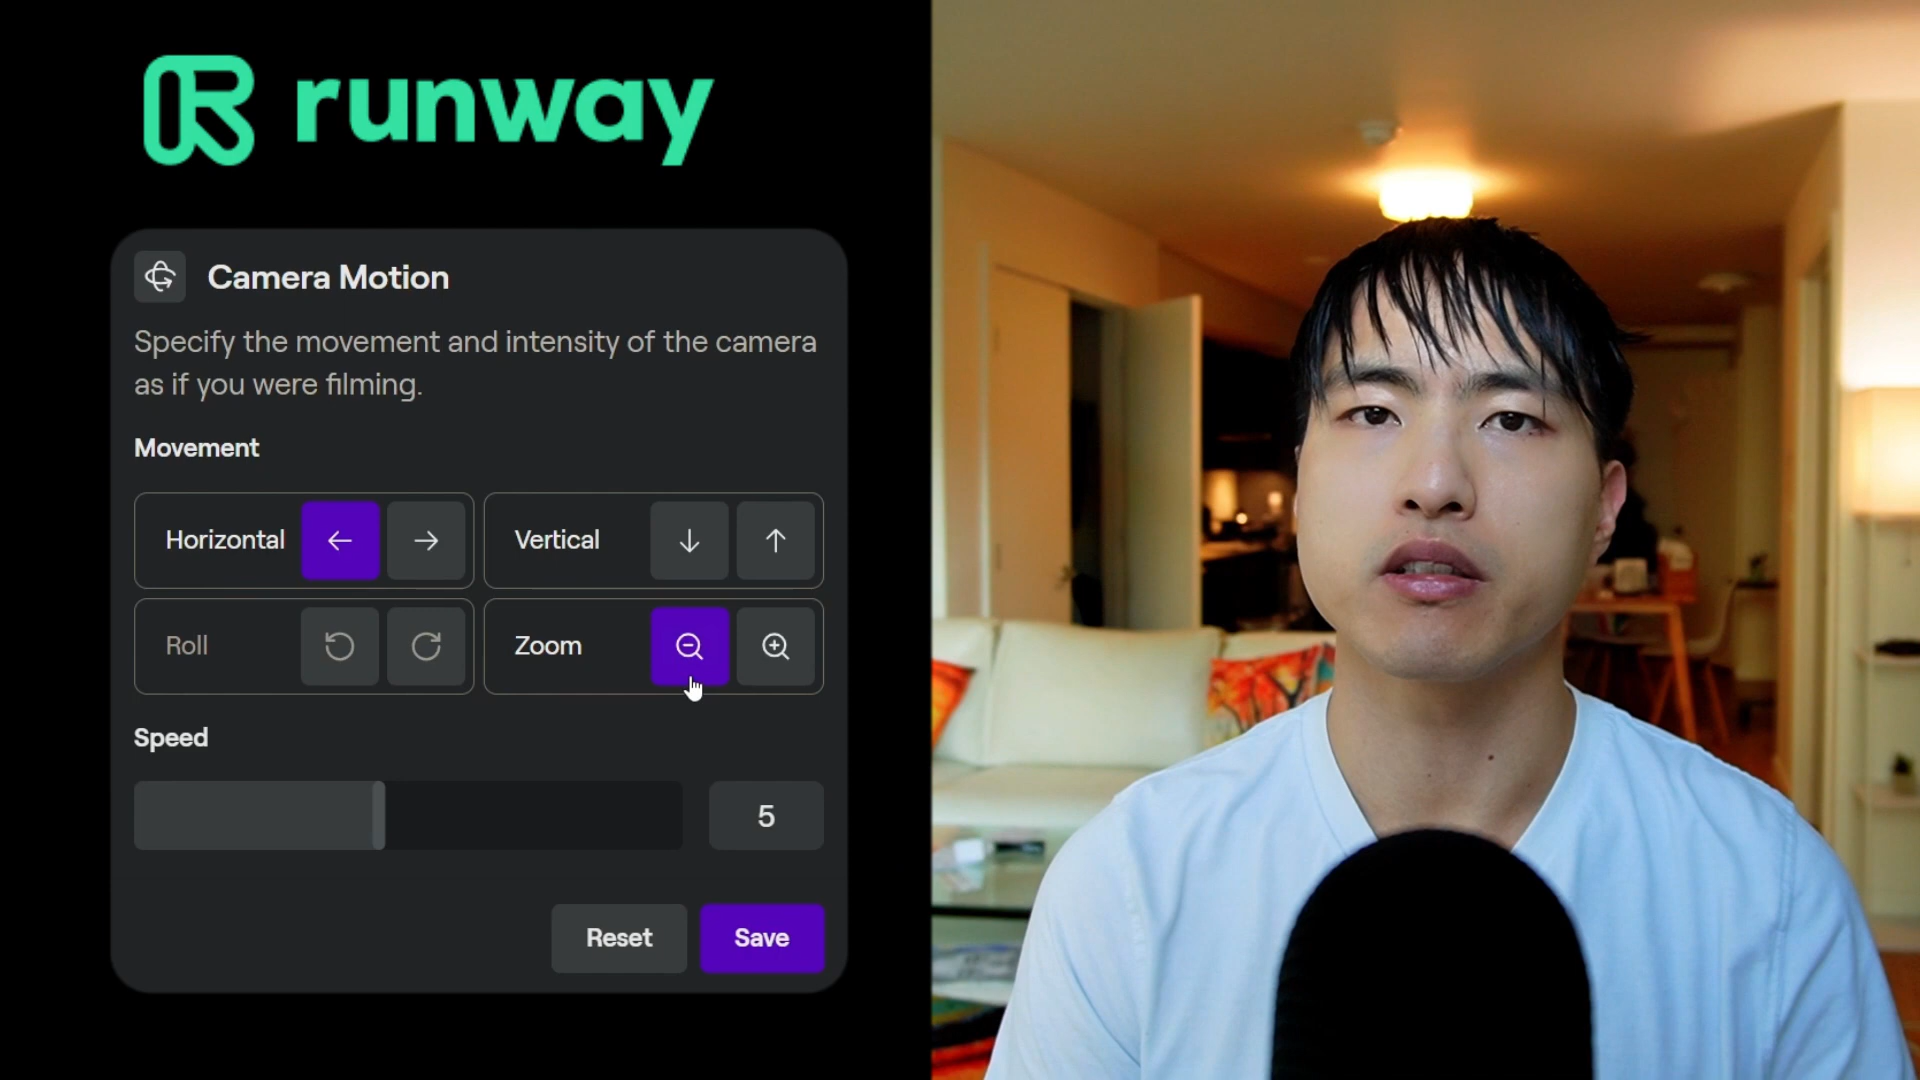 runway
Camera Motion
Specify the movement and intensity of the camera
as if you were filming.
Movement
Horizontal
Vertical
Roll
Zoom
Speed
5
Reset
Save